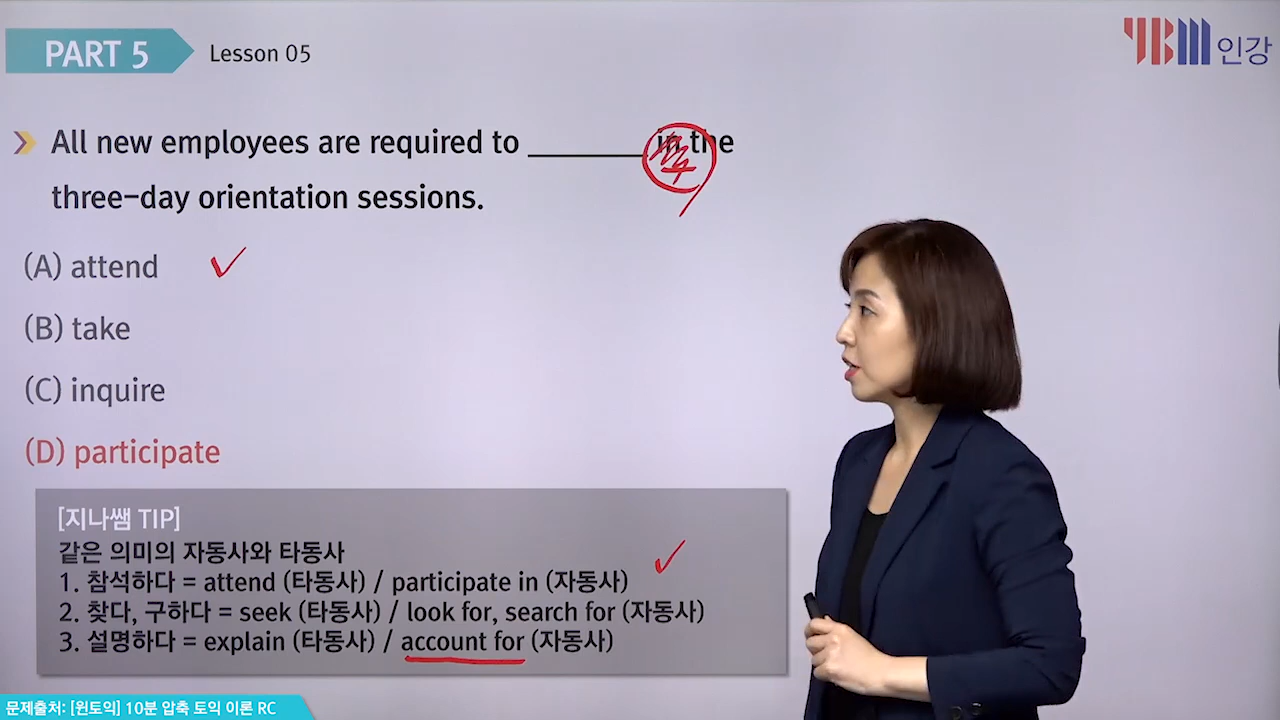 PART 5
Lesson 05
YBM 인강
All new employees are required to ________ in the
three-day orientation sessions.
(A) attend
(B) take
(C) inquire
(D) participate
[지나쌤 TIP]
같은 의미의 자동사와 타동사
1. 참석하다 = attend (타동사) / participate in (자동사)
2. 찾다, 구하다 = seek (타동사) / look for, search for (자동사)
3. 설명하다 = explain (타동사) / account for (자동사)
문제출처: [윈토익] 10분 압축 토익 이론 RC